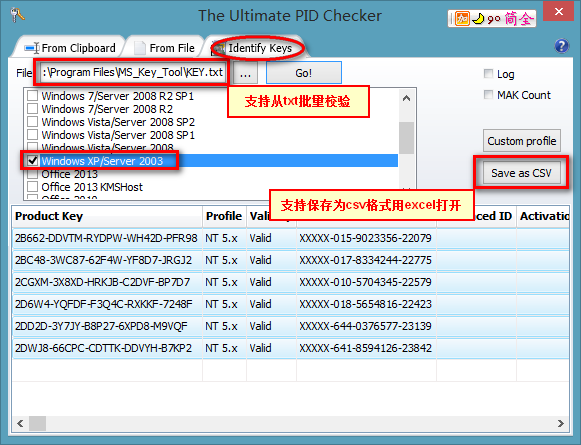 The Ultimate PID Checker
简全
From Clipboard
From File
Identify Keys
File
:\Program Files\MS_Key_Tool\KEY.txt
...
Go!
Log
MAK Count
支持从txt批量校验
Windows 7/Server 2008 R2 SP1
Windows 7/Server 2008 R2
Windows Vista/Server 2008 SP2
Windows Vista/Server 2008 SP1
Windows Vista/Server 2008
Windows XP/Server 2003
Office 2013
Office 2013 KMSHost
Office 2010
Custom profile
Save as CSV
支持保存为csv格式用excel打开
Product Key Profile Vali nced ID Activatio
2B662-DDVTM-RYDPW-WH42D-PFR98 NT 5.x Valid XXXXX-015-9023356-22079
2BC48-3WC87-62F4W-YF8D7-JRGJ2 NT 5.x Valid XXXXX-017-8334244-22775
2CGXM-3X8XD-HRKJB-C2DVF-BP7D7 NT 5.x Valid XXXXX-010-5704345-22579
2D6W4-YQFDF-F3Q4C-RXKKF-7248F NT 5.x Valid XXXXX-018-5654816-22423
2DD2D-3Y7JY-B8P27-6XPD8-M9VQF NT 5.x Valid XXXXX-644-0376577-23139
2DWJ8-66CPC-CDTTK-DDVYH-B7KP2 NT 5.x Valid XXXXX-641-8594126-23842